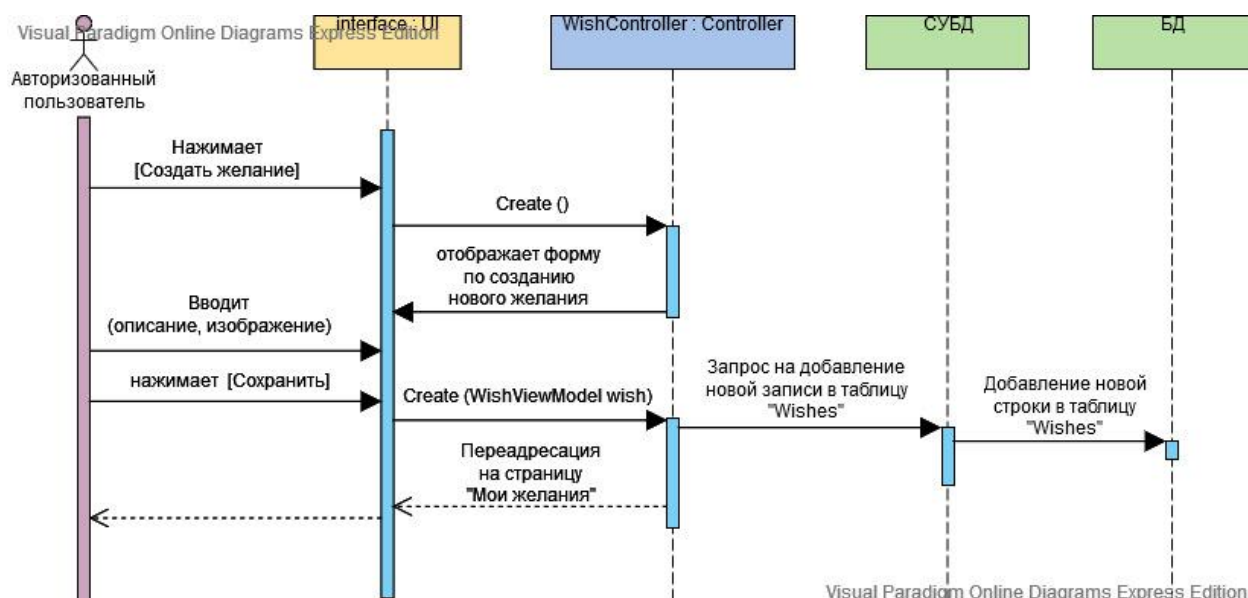 Visual Paradigm Online Diagrams Express Edition
interface : UI
WishController : Controller
СУБД
БД
Авторизованный
пользователь
Нажимает
[Создать желание]
Create ()
отображает форму
по созданию
нового желания
Вводит
(описание, изображение)
нажимает [Сохранить]
Create (WishViewModel wish)
Запрос на добавление
новой записи в таблицу
"Wishes"
Добавление новой
строки в таблицу
"Wishes"
Переадресация
на страницу
"Мои желания"
Visual Paradigm Online Diagrams Express Edition